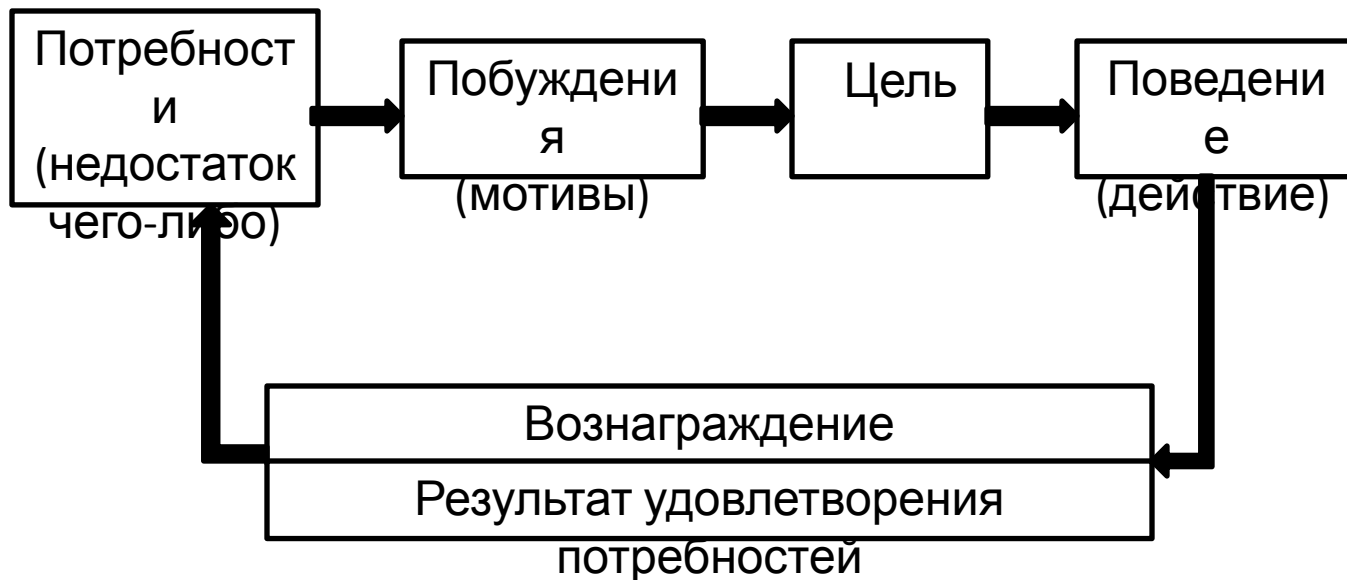 Потребност
и
(недостаток
чего-либо)
Побуждени
я
(мотивы)
Цель
Поведени
е
(действие)
Вознаграждение
Результат удовлетворения
потребностей